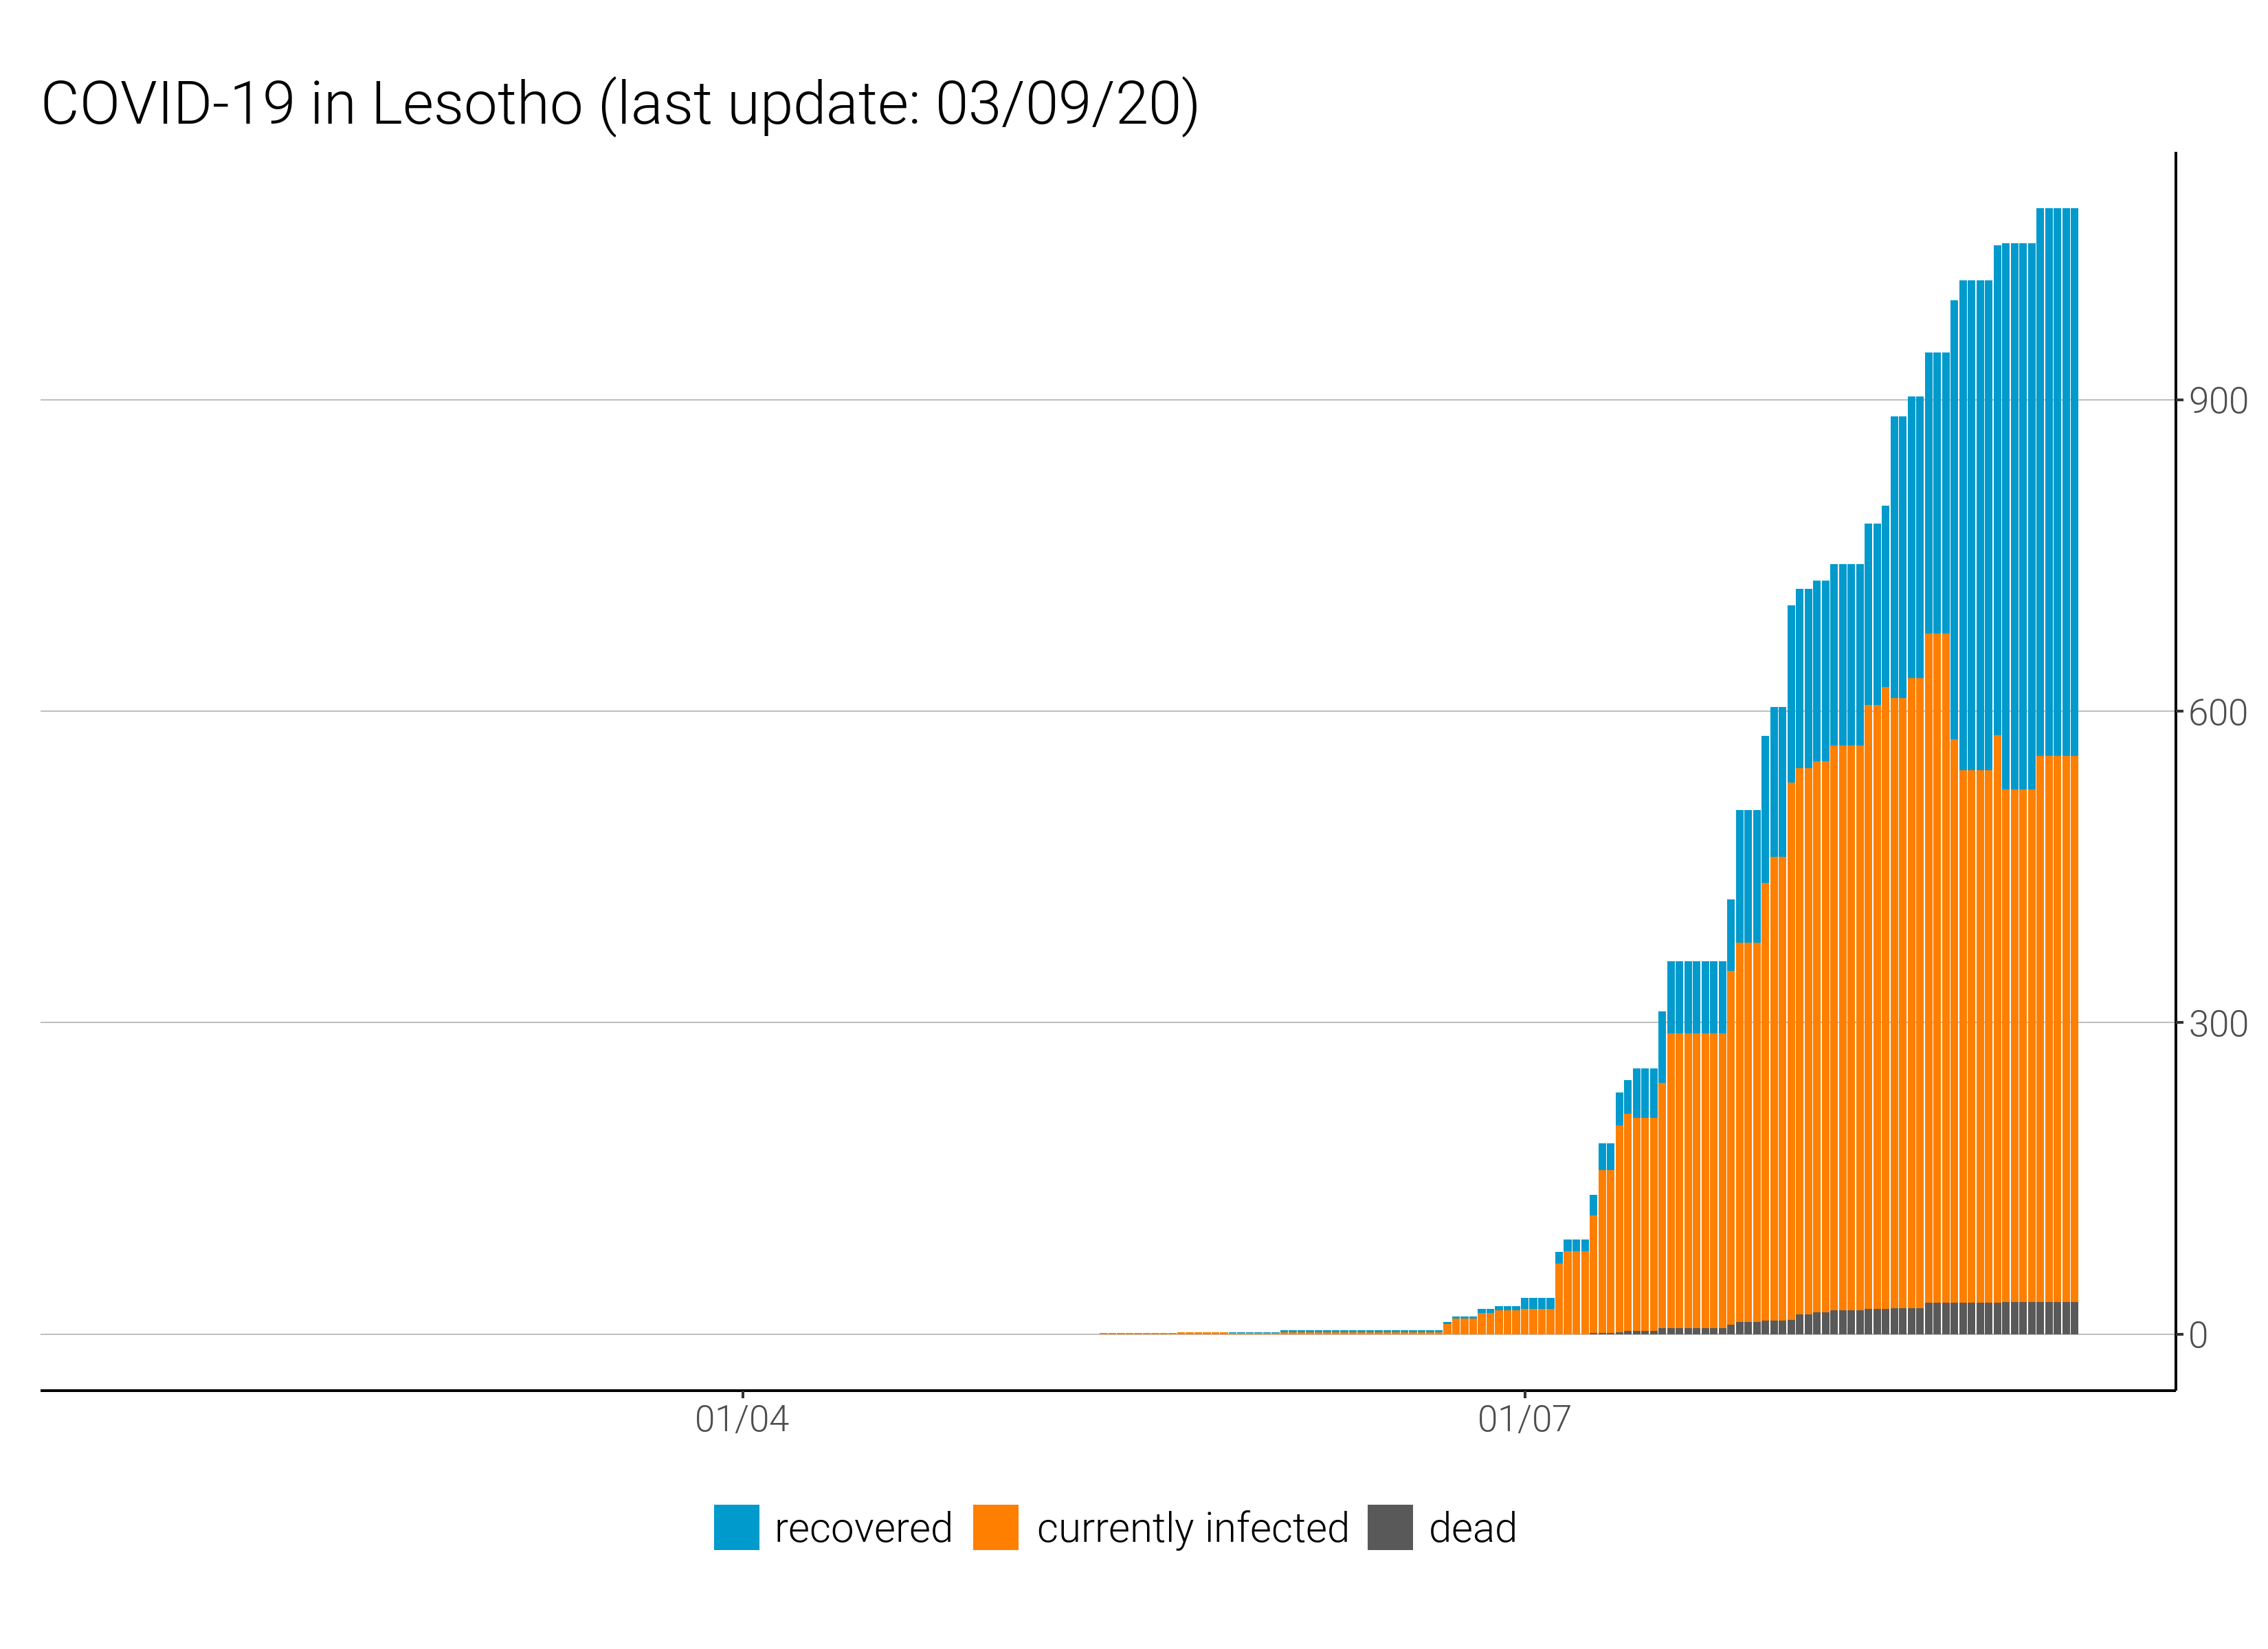 COVID-19 in Lesotho (last update: 03/09/20)
900
600
300
0
01/04 01/07
recovered currently infected dead